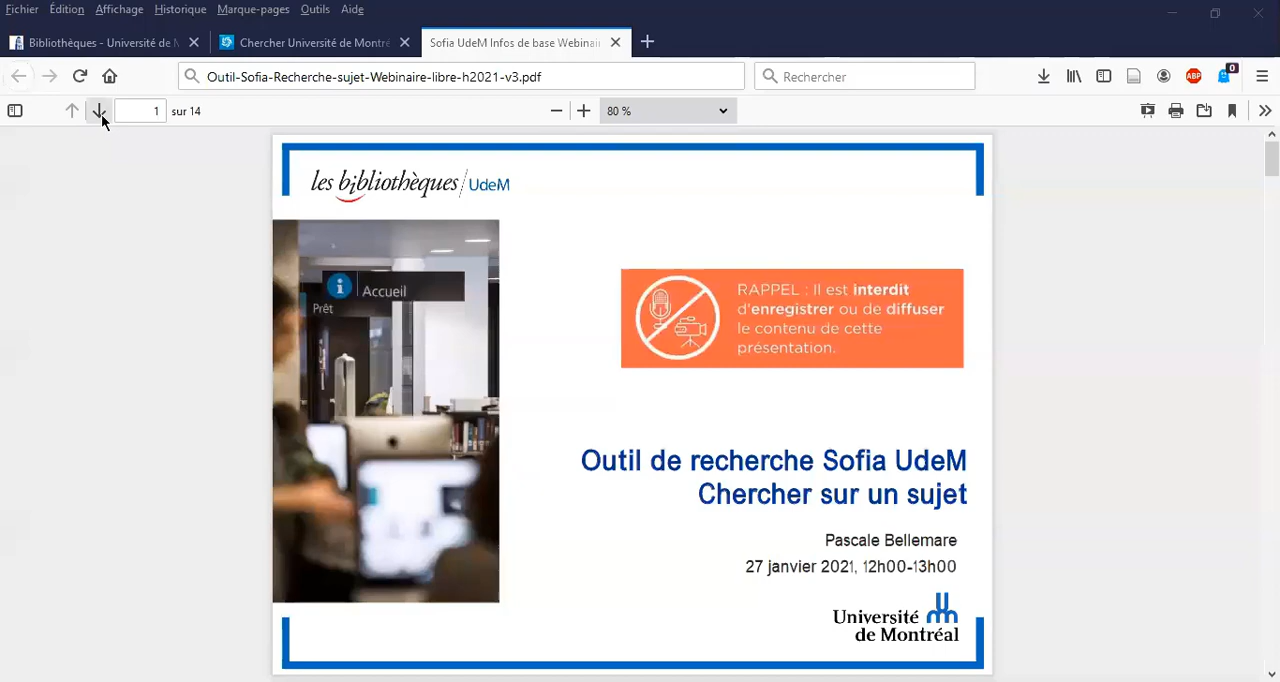 Fichier Édition Affichage Historique Marque-pages Outils Aide
Bibliothèques - Université de M
Chercher Université de Montré
Sofia UdeM Infos de base Webinair
Outil-Sofia-Recherche-sujet-Webinaire-libre-h2021-v3.pdf
Rechercher
ABP
0
1 sur 14
80 %
les bibliothèques/UdeM
i Accueil
Prêt
RAPPEL : Il est interdit
d'enregistrer ou de diffuser
le contenu de cette
présentation.
Outil de recherche Sofia UdeM
Chercher sur un sujet
Pascale Bellemare
27 janvier 2021, 12h00-13h00
Université
de Montréal